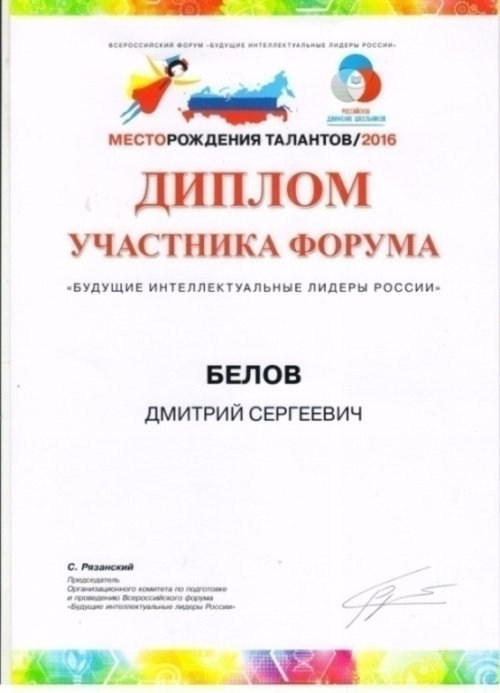 ВСЕРОССИЙСКИЙ ФОРУМ «БУДУЩИЕ ИНТЕЛЛЕКТУАЛЬНЫЕ ЛИДЕРЫ РОССИИ»
РОССИЙСКОЕ
ДВИЖЕНИЕ ШКОЛЬНИКОВ
МЕСТОРОЖДЕНИЯ ТАЛАНТОВ/2016
ДИПЛОМ
УЧАСТНИКА ФОРУМА
«БУДУЩИЕ ИНТЕЛЛЕКТУАЛЬНЫЕ ЛИДЕРЫ РОССИИ»
БЕЛОВ
ДМИТРИЙ СЕРГЕЕВИЧ
С. Рязанский
Председатель
Организационного комитета по подготовке
и проведению Всероссийского форума
«Будущие интеллектуальные лидеры России»